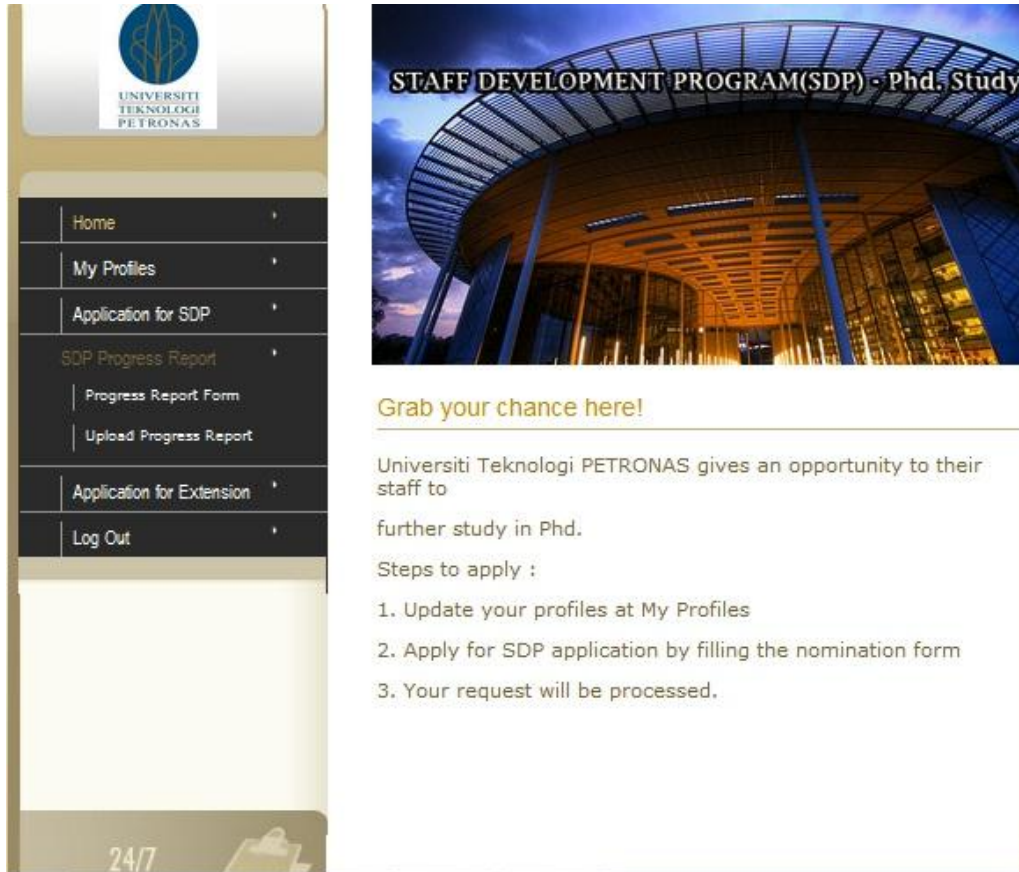 UNIVERSITI
TEKNOLOGI
PETRONAS
Home
My Profiles
Application for SDP
SDP Progress Report
Progress Report Form
Upload Progress Report
Application for Extension
Log Out
24/7
STAFF DEVELOPMENT PROGRAM(SDP) - Phd. Study
Grab your chance here!
Universiti Teknologi PETRONAS gives an opportunity to their
staff to
further study in Phd.
Steps to apply :
1. Update your profiles at My Profiles
2. Apply for SDP application by filling the nomination form
3. Your request will be processed.